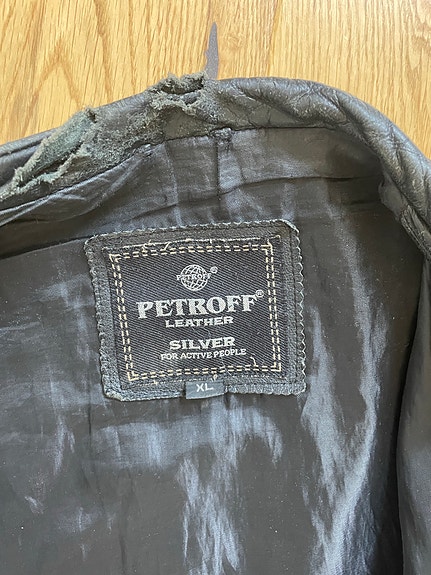 PETROFF®
PETROFF®
LEATHER
SILVER
FOR ACTIVE PEOPLE
XL